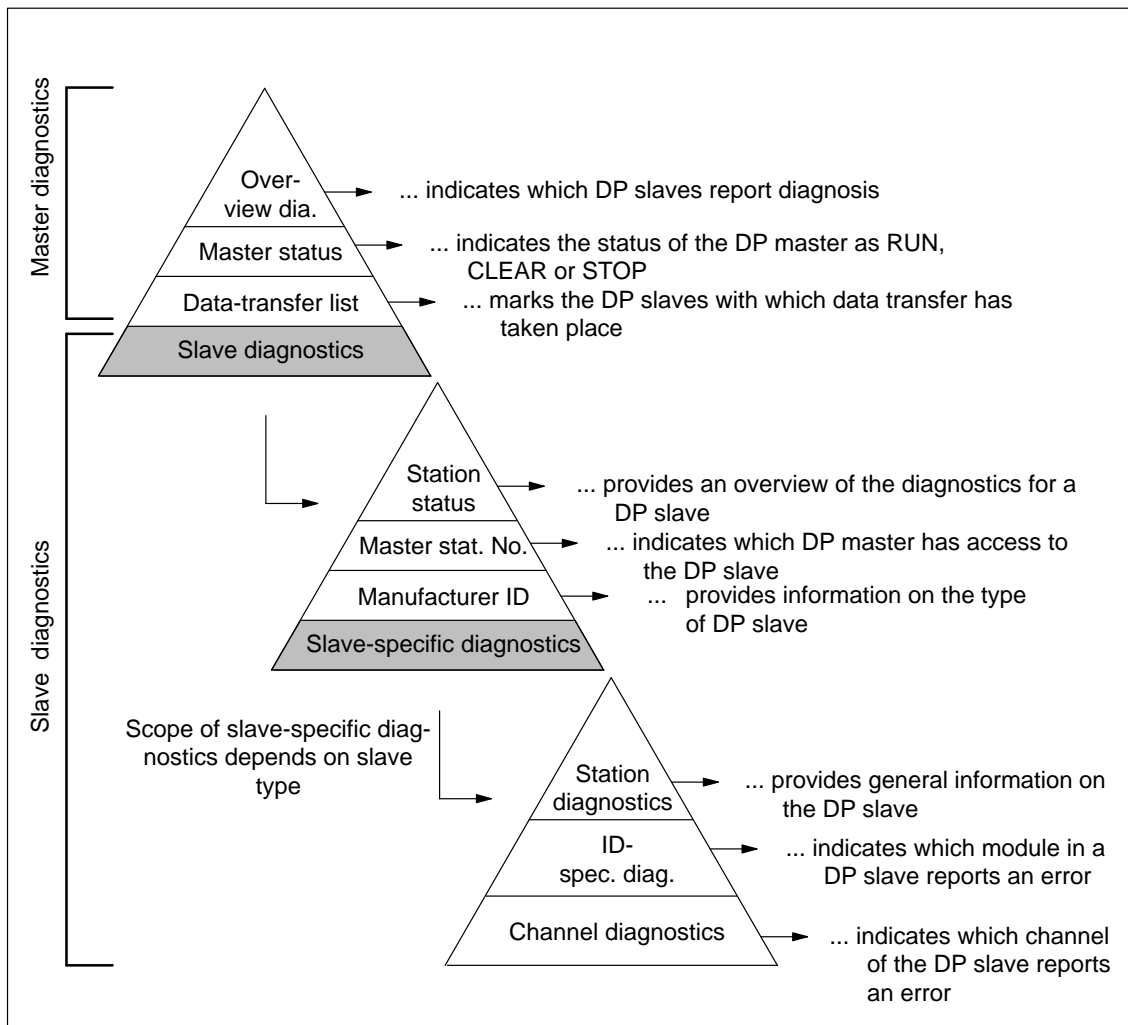 Master diagnostics
Over-
view dia.
... indicates which DP slaves report diagnosis
Master status
... indicates the status of the DP master as RUN,
CLEAR or STOP
Data-transfer list
... marks the DP slaves with which data transfer has
taken place
Slave diagnostics
Slave diagnostics
Station
status
... provides an overview of the diagnostics for a
DP slave
Master stat. No.
... indicates which DP master has access to
the DP slave
Manufacturer ID
... provides information on the type
of DP slave
Slave-specific diagnostics
Scope of slave-specific diag-
nostics depends on slave
type
Station
diagnostics
... provides general information on
the DP slave
ID-
spec. diag.
... indicates which module in a
DP slave reports an error
Channel diagnostics
... indicates which channel
of the DP slave reports
an error